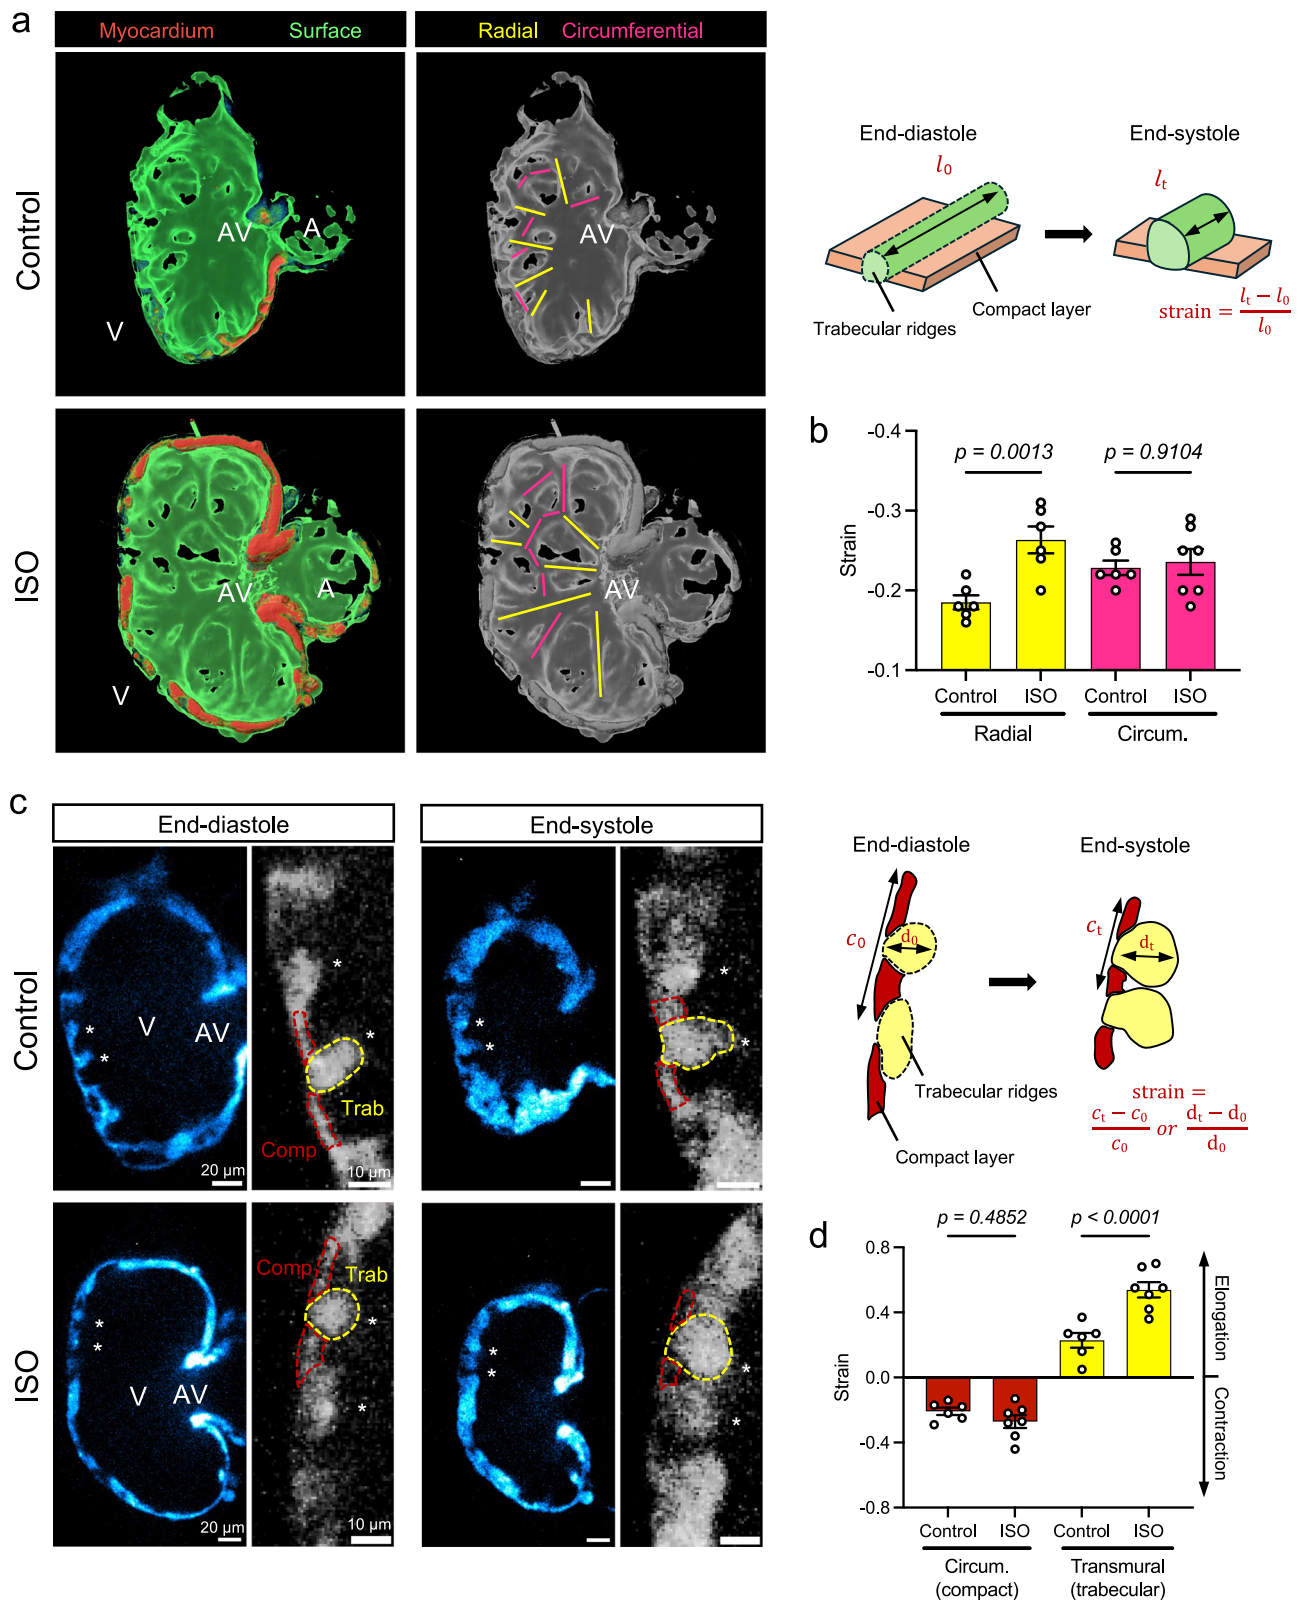 a
Myocardium Surface
Radial Circumferential
Control
AV
A
V
AV
ISO
AV
A
V
AV
End-diastole
l0
End-systole
lt
Trabecular ridges
Compact layer
strain = lt − l0 / l0
b
-0.4
-0.3
-0.2
-0.1
Strain
p = 0.0013
p = 0.9104
Control ISO Control ISO
Radial Circum.
c
End-diastole
End-systole
Control
V
AV
* *
20 µm
*
*
Trab
Comp
10 µm
* *
*
*
ISO
V
AV
* *
20 µm
Comp
Trab
*
*
10 µm
* *
*
*
End-diastole
End-systole
c0
d0
ct
dt
Trabecular ridges
Compact layer
strain =
ct − c0 / c0 or dt − d0 / d0
d
p = 0.4852
p < 0.0001
0.8
0.4
0.0
-0.4
-0.8
Strain
Elongation
Contraction
Control ISO Control ISO
Circum. Transmural
(compact) (trabecular)